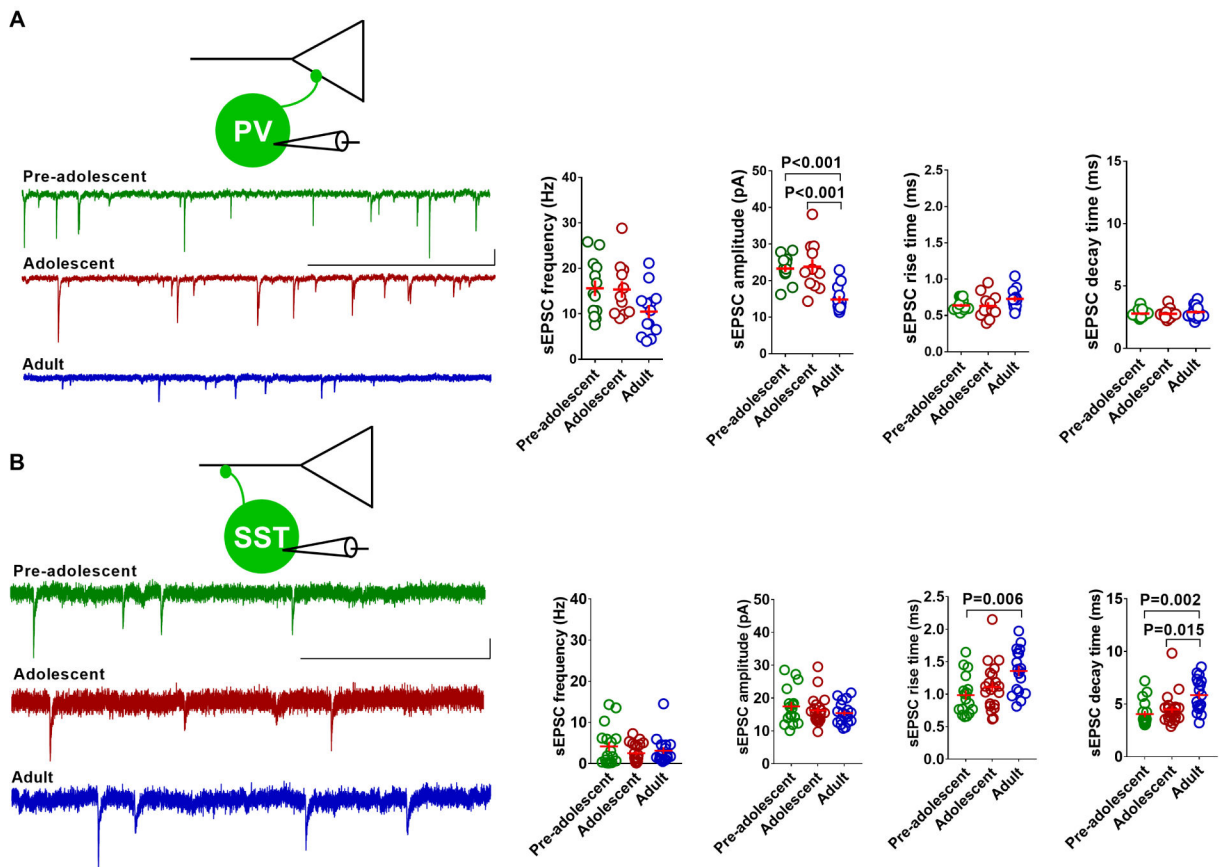 A
PV
Pre-adolescent
Adolescent
Adult
sEPSC frequency (Hz)
40
30
20
10
0
Pre-adolescent
Adolescent
Adult
sEPSC amplitude (pA)
50
40
30
20
10
0
P<0.001
P<0.001
Pre-adolescent
Adolescent
Adult
sEPSC rise time (ms)
2.5
2.0
1.5
1.0
0.5
0.0
Pre-adolescent
Adolescent
Adult
sEPSC decay time (ms)
15
10
5
0
Pre-adolescent
Adolescent
Adult
B
SST
Pre-adolescent
Adolescent
Adult
sEPSC frequency (Hz)
40
30
20
10
0
Pre-adolescent
Adolescent
Adult
sEPSC amplitude (pA)
50
40
30
20
10
0
Pre-adolescent
Adolescent
Adult
sEPSC rise time (ms)
2.5
2.0
1.5
1.0
0.5
0.0
P=0.006
Pre-adolescent
Adolescent
Adult
sEPSC decay time (ms)
15
10
5
0
P=0.002
P=0.015
Pre-adolescent
Adolescent
Adult